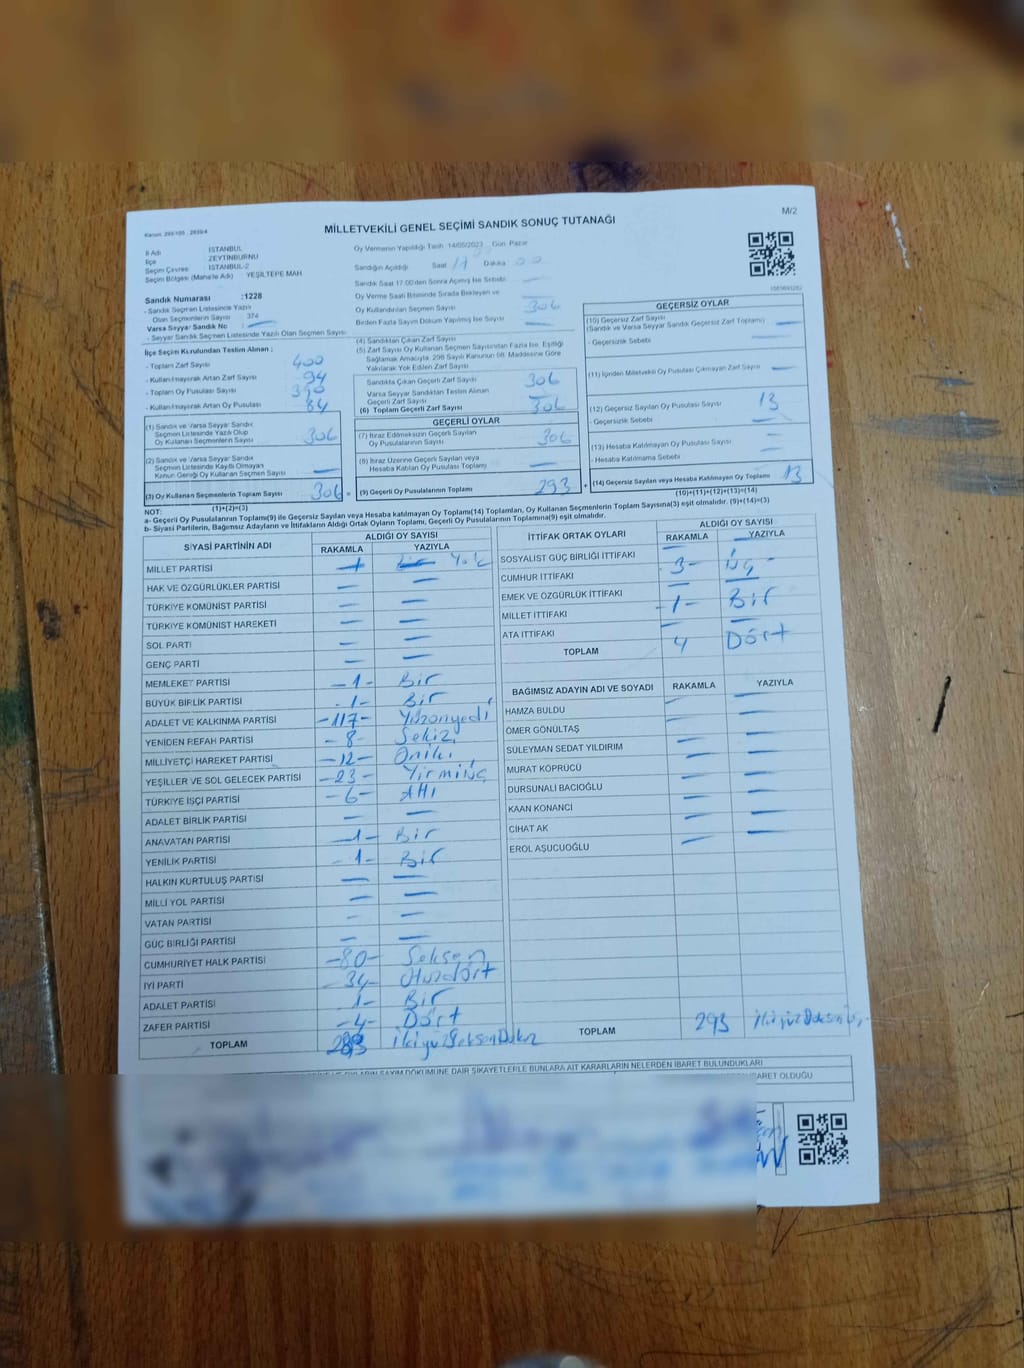 M/2
Kanun: 298/105 , 2839/4
MİLLETVEKİLİ GENEL SEÇİMİ SANDIK SONUÇ TUTANAĞI
İl Adı : İSTANBUL
İlçe : ZEYTİNBURNU
Seçim Çevresi : İSTANBUL-2
Seçim Bölgesi (Mahalle Adı) : YEŞİLTEPE MAH.
Sandık Numarası :1228
- Sandık Seçmen Listesinde Yazılı
Olan Seçmenlerin Sayısı : 374
Varsa Seyyar Sandık No :
- Seyyar Sandık Seçmen Listesinde Yazılı Olan Seçmen Sayısı:
İlçe Seçim Kurulundan Teslim Alınan :
- Toplam Zarf Sayısı 400
- Kullanılmayarak Artan Zarf Sayısı 94
- Toplam Oy Pusulası Sayısı 390
- Kullanılmayarak Artan Oy Pusulası 84
(1) Sandık ve Varsa Seyyar Sandık
Seçmen Listesinde Yazılı Olup
Oy Kullanan Seçmenlerin Sayısı 306
(2) Sandık ve Varsa Seyyar Sandık
Seçmen Listesinde Kayıtlı Olmayan
Kanun Gereği Oy Kullanan Seçmen Sayısı —
(3) Oy Kullanan Seçmenlerin Toplam Sayısı 306
(1)+(2)=(3)
Oy Vermenin Yapıldığı Tarih 14/05/2023 Gün Pazar
Sandığın Açıldığı Saat 17 Dakika 00
Sandık Saat 17:00'den Sonra Açılmış İse Sebebi —
Oy Verme Saati Bitiminde Sırada Bekleyen ve
Oy Kullandırılan Seçmen Sayısı 306
Birden Fazla Sayım Döküm Yapılmış İse Sayısı —
(4) Sandıktan Çıkan Zarf Sayısı
(5) Zarf Sayısı Oy Kullanan Seçmen Sayısından Fazla İse, Eşitliği
Sağlamak Amacıyla, 298 Sayılı Kanunun 98. Maddesine Göre
Yakılarak Yok Edilen Zarf Sayısı
Sandıkta Çıkan Geçerli Zarf Sayısı 306
Varsa Seyyar Sandıktan Teslim Alınan
Geçerli Zarf Sayısı —
(6) Toplam Geçerli Zarf Sayısı 306
GEÇERLİ OYLAR
(7) İtiraz Edilmeksizin Geçerli Sayılan
Oy Pusulalarının Sayısı 306
(8) İtiraz Üzerine Geçerli Sayılan veya
Hesaba Katılan Oy Pusulası Toplamı —
(9) Geçerli Oy Pusulalarının Toplamı 293
GEÇERSİZ OYLAR
(10) Geçersiz Zarf Sayısı
(Sandık ve Varsa Seyyar Sandık Geçersiz Zarf Toplamı) —
- Geçersizlik Sebebi —
(11) İçinden Milletvekili Oy Pusulası Çıkmayan Zarf Sayısı —
(12) Geçersiz Sayılan Oy Pusulası Sayısı 13
- Geçersizlik Sebebi —
(13) Hesaba Katılmayan Oy Pusulası Sayısı —
- Hesaba Katılmama Sebebi —
(14) Geçersiz Sayılan veya Hesaba Katılmayan Oy Toplamı 13
(10)+(11)+(12)+(13)=(14)
NOT:
a- Geçerli Oy Pusulalarının Toplamı(9) ile Geçersiz Sayılan veya Hesaba Katılmayan Oy Toplamı(14) Toplamları, Oy Kullanan Seçmenlerin Toplam Sayısına(3) eşit olmalıdır. (9)+(14)=(3)
b- Siyasi Partilerin, Bağımsız Adayların ve İttifakların Aldığı Ortak Oyların Toplamı, Geçerli Oy Pusulalarının Toplamına(9) eşit olmalıdır.
SİYASİ PARTİNİN ADI ALDIĞI OY SAYISI
RAKAMLA YAZIYLA
MİLLET PARTİSİ Yok
HAK VE ÖZGÜRLÜKLER PARTİSİ — —
TÜRKİYE KOMÜNİST PARTİSİ — —
TÜRKİYE KOMÜNİST HAREKETİ — —
SOL PARTİ — —
GENÇ PARTİ — —
MEMLEKET PARTİSİ -1- Bir
BÜYÜK BİRLİK PARTİSİ -1- Bir
ADALET VE KALKINMA PARTİSİ -117- Yüzonyedi
YENİDEN REFAH PARTİSİ -8- Sekiz
MİLLİYETÇİ HAREKET PARTİSİ -12- Oniki
YEŞİLLER VE SOL GELECEK PARTİSİ -23- Yirmiüç
TÜRKİYE İŞÇİ PARTİSİ -6- Altı
ADALET BİRLİK PARTİSİ — —
ANAVATAN PARTİSİ -1- Bir
YENİLİK PARTİSİ -1- Bir
HALKIN KURTULUŞ PARTİSİ — —
MİLLİ YOL PARTİSİ — —
VATAN PARTİSİ — —
GÜÇ BİRLİĞİ PARTİSİ — —
CUMHURİYET HALK PARTİSİ -80- Seksen
İYİ PARTİ -34- Otuzdört
ADALET PARTİSİ 1- Bir
ZAFER PARTİSİ -4- Dört
TOPLAM İkiyüzSeksenDokuz
İTTİFAK ORTAK OYLARI ALDIĞI OY SAYISI
RAKAMLA YAZIYLA
SOSYALİST GÜÇ BİRLİĞİ İTTİFAKI — —
CUMHUR İTTİFAKI -3- Üç
EMEK VE ÖZGÜRLÜK İTTİFAKI — —
MİLLET İTTİFAKI -1- Bir
ATA İTTİFAKI — —
TOPLAM 4 Dört
BAĞIMSIZ ADAYIN ADI VE SOYADI RAKAMLA YAZIYLA
HAMZA BULDU — —
ÖMER GÖNÜLTAŞ — —
SÜLEYMAN SEDAT YILDIRIM — —
MURAT KÖPRÜCÜ — —
DURSUNALİ BACIOĞLU — —
KAAN KONANCI — —
CİHAT AK — —
EROL AŞUCUOĞLU — —
TOPLAM 293 İkiyüzDoksanüç
DÖKÜMÜNE DAİR ŞİKAYETLERLE BUNLARA AİT KARARLARIN NELERDEN İBARET BULUNDUKLARI
İBARET OLDUĞU